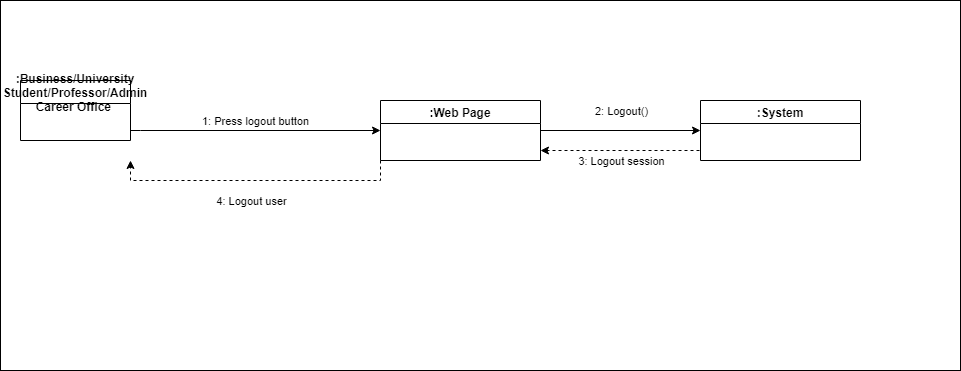 :Business/University
Student/Professor/Admin
Career Office
1: Press logout button
:Web Page
2: Logout()
:System
3: Logout session
4: Logout user